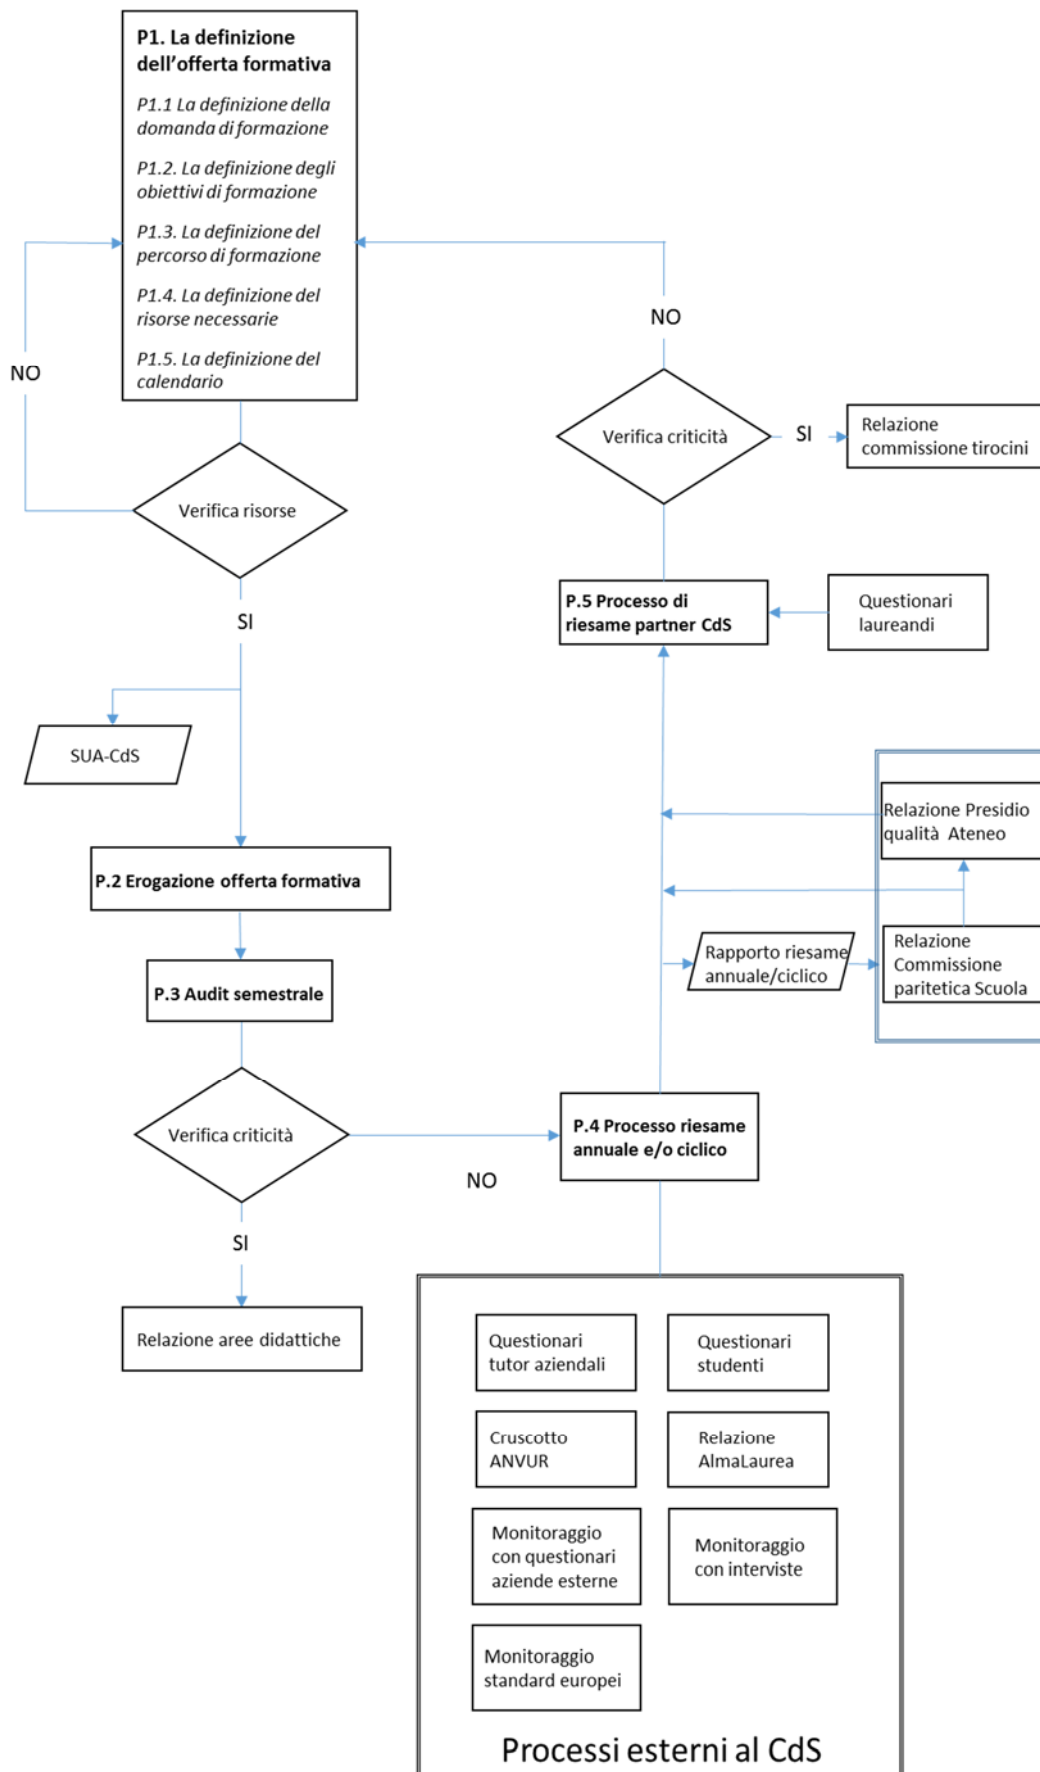 P1. La definizione
dell'offerta formativa
P1.1 La definizione della
domanda di formazione
P1.2. La definizione degli
obiettivi di formazione
P1.3. La definizione del
percorso di formazione
P1.4. La definizione del
risorse necessarie
P1.5. La definizione del
calendario
NO
Verifica risorse
SI
SUA-CdS
P.2 Erogazione offerta formativa
P.3 Audit semestrale
Verifica criticità
NO
SI
Relazione aree didattiche
NO
Verifica criticità
SI
Relazione
commissione tirocini
P.5 Processo di
riesame partner CdS
Questionari
laureandi
Relazione Presidio
qualità Ateneo
Rapporto riesame
annuale/ciclico
Relazione
Commissione
paritetica Scuola
P.4 Processo riesame
annuale e/o ciclico
Questionari
tutor aziendali
Questionari
studenti
Cruscotto
ANVUR
Relazione
AlmaLaurea
Monitoraggio
con questionari
aziende esterne
Monitoraggio
con interviste
Monitoraggio
standard europei
Processi esterni al CdS